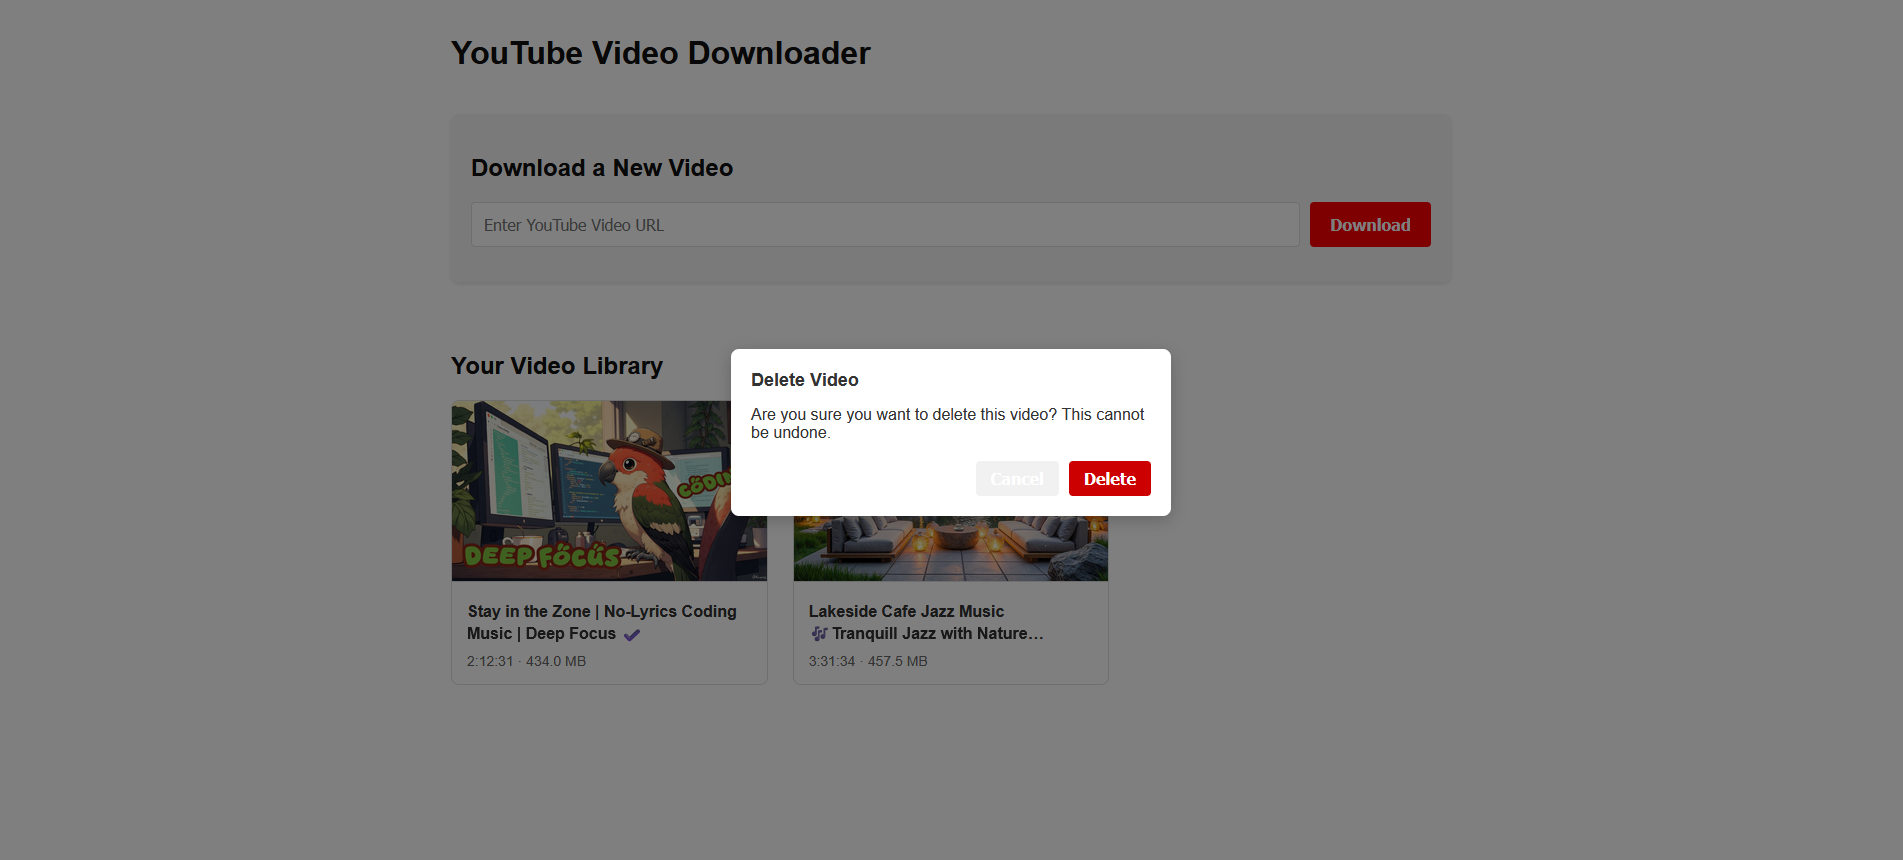 YouTube Video Downloader
Download a New Video
Enter YouTube Video URL
Download
Your Video Library
Delete Video
Are you sure you want to delete this video? This cannot
be undone.
Cancel
Delete
DEEP FOCUS
Stay in the Zone | No-Lyrics Coding
Music | Deep Focus
2:12:31 · 434.0 MB
Lakeside Cafe Jazz Music
🎶Tranquill Jazz with Nature…
3:31:34 · 457.5 MB